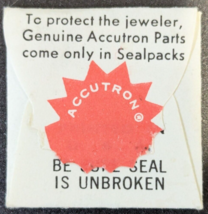 To protect the jeweler,
Genuine Accutron Parts
come only in Sealpacks
ACCUTRON®
BE SURE SEAL
IS UNBROKEN